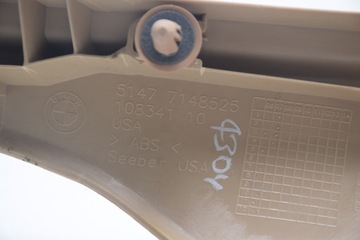 5147 7148525
108341 10
USA
> ABS <
Seeber USA
4304